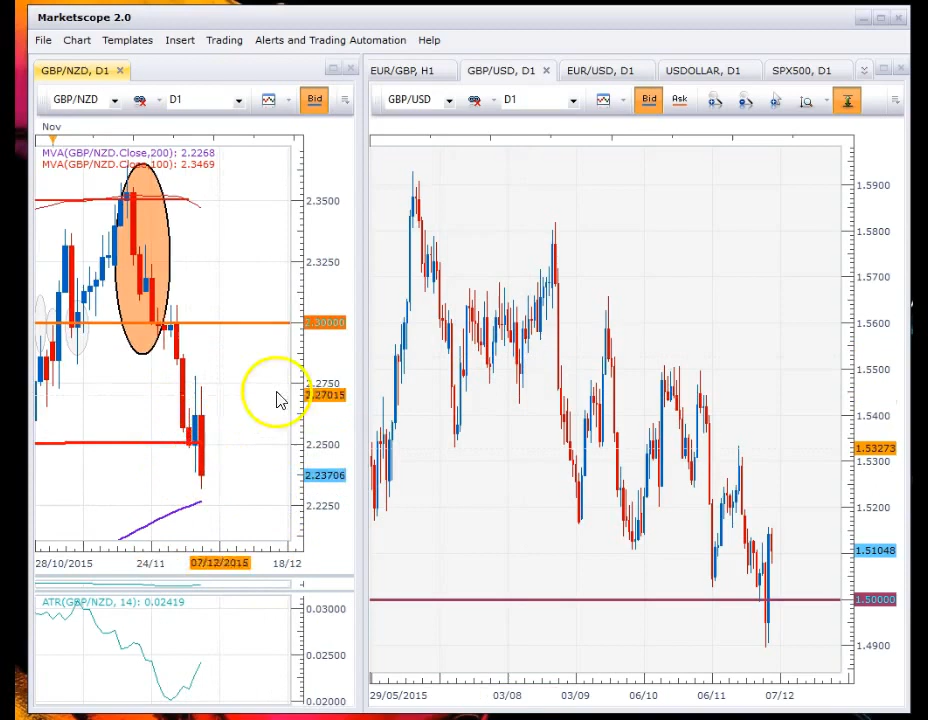 Marketscope 2.0
File Chart Templates Insert Trading Alerts and Trading Automation Help
GBP/NZD, D1
EUR/GBP, H1 GBP/USD, D1 EUR/USD, D1 USDOLLAR, D1 SPX500, D1
GBP/NZD D1 Bid
GBP/USD D1 Bid Ask
Nov
MVA(GBP/NZD.Close,200): 2.2268
MVA(GBP/NZD.Close,100): 2.3469
2.3500
2.3250
2.30000
2.2750
2.27015
2.2500
2.23706
2.2250
28/10/2015 24/11 07/12/2015 18/12
ATR(GBP/NZD, 14): 0.02419
0.03000
0.02500
0.02000
1.5900
1.5800
1.5700
1.5600
1.5500
1.5400
1.53273
1.5300
1.5200
1.51048
1.50000
1.4900
29/05/2015 03/08 03/09 06/10 06/11 07/12